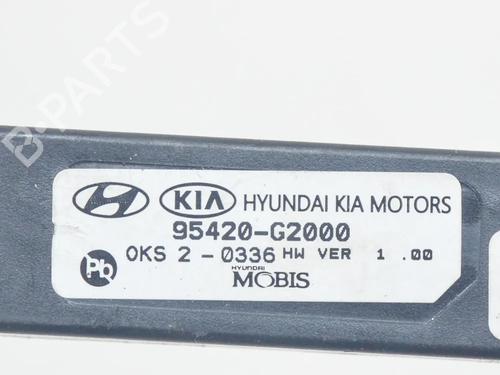 B-PARTS
KIA HYUNDAI KIA MOTORS
95420-G2000
Pb OKS 2 - 0336 HW VER 1 .00
HYUNDAI
MOBIS